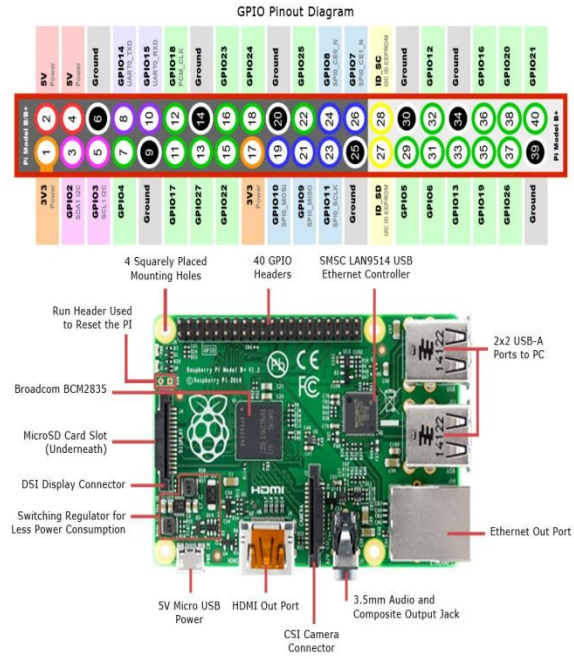 GPIO Pinout Diagram
5V Power
5V Power
Ground
GPIO14 UART0_TXD
GPIO15 UART0_RXD
GPIO18 PCM_CLK
Ground
GPIO23
GPIO24
Ground
GPIO25
GPIO8 SPI0_CE0_N
GPIO7 SPI0_CE1_N
ID_SC I2C ID EEPROM
Ground
GPIO12
Ground
GPIO16
GPIO20
GPIO21
Pi Model B/B+
2 4 6 8 10 12 14 16 18 20 22 24 26 28 30 32 34 36 38 40
1 3 5 7 9 11 13 15 17 19 21 23 25 27 29 31 33 35 37 39
Pi Model B+
3V3 Power
GPIO2 SDA1 I2C
GPIO3 SCL1 I2C
GPIO4
Ground
GPIO17
GPIO27
GPIO22
3V3 Power
GPIO10 SPI0_MOSI
GPIO9 SPI0_MISO
GPIO11 SPI0_SCLK
Ground
ID_SD I2C ID EEPROM
GPIO5
GPIO6
GPIO13
GPIO19
GPIO26
Ground
4 Squarely Placed
Mounting Holes
40 GPIO
Headers
SMSC LAN9514 USB
Ethernet Controller
Run Header Used
to Reset the PI
2x2 USB-A
Ports to PC
Broadcom BCM2835
MicroSD Card Slot
(Underneath)
DSI Display Connector
Switching Regulator for
Less Power Consumption
Ethernet Out Port
5V Micro USB
Power
HDMI Out Port
3.5mm Audio and
Composite Output Jack
CSI Camera
Connector
GPIO
Raspberry Pi Model B+ V1.2
© Raspberry Pi 2014
Pb
CE
FC
DISPLAY
HDMI
CAMERA
14122
14122